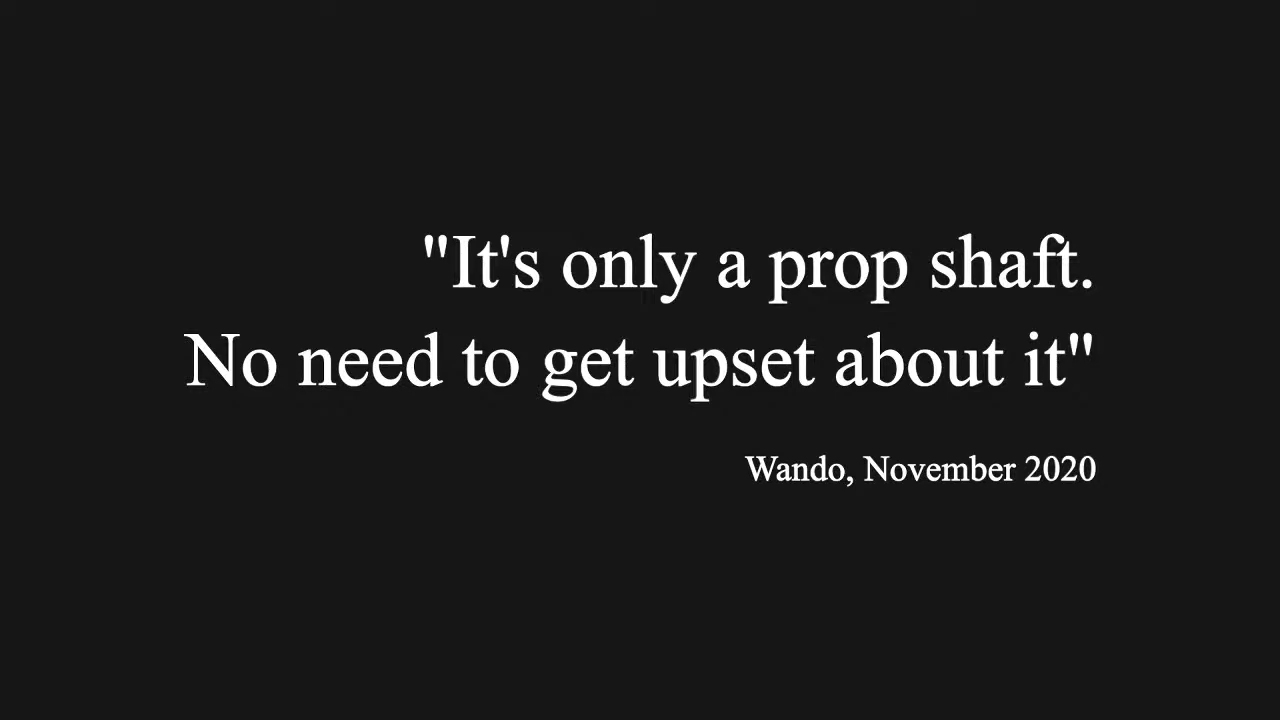 "It's only a prop shaft.
No need to get upset about it"
Wando, November 2020